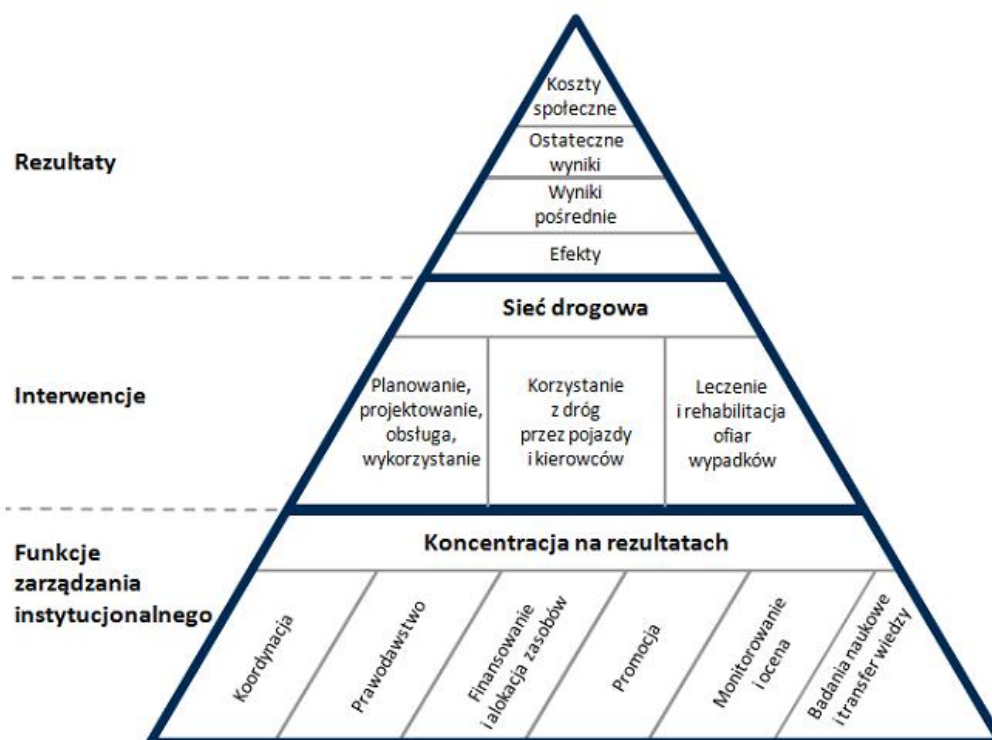 Koszty
społeczne
Ostateczne
wyniki
Wyniki
pośrednie
Efekty
Rezultaty
Sieć drogowa
Interwencje
Planowanie,
projektowanie,
obsługa,
wykorzystanie
Korzystanie
z dróg
przez pojazdy
i kierowców
Leczenie
i rehabilitacja
ofiar
wypadków
Funkcje
zarządzania
instytucjonalnego
Koncentracja na rezultatach
Koordynacja
Prawodawstwo
Finansowanie
i alokacja zasobów
Promocja
Monitorowanie
i ocena
Badania naukowe
i transfer wiedzy